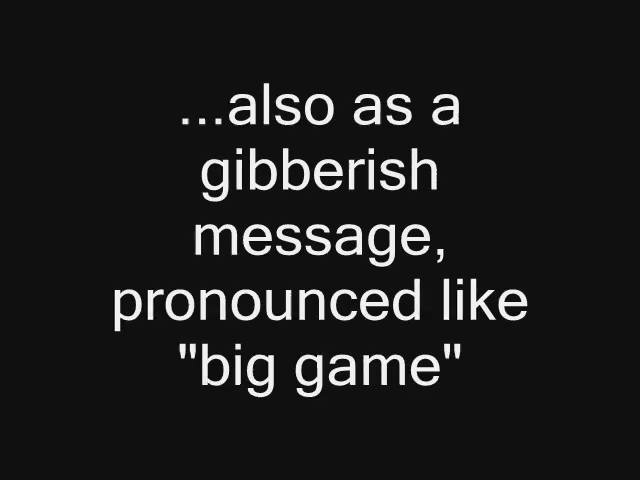 ...also as a
gibberish
message,
pronounced like
"big game"